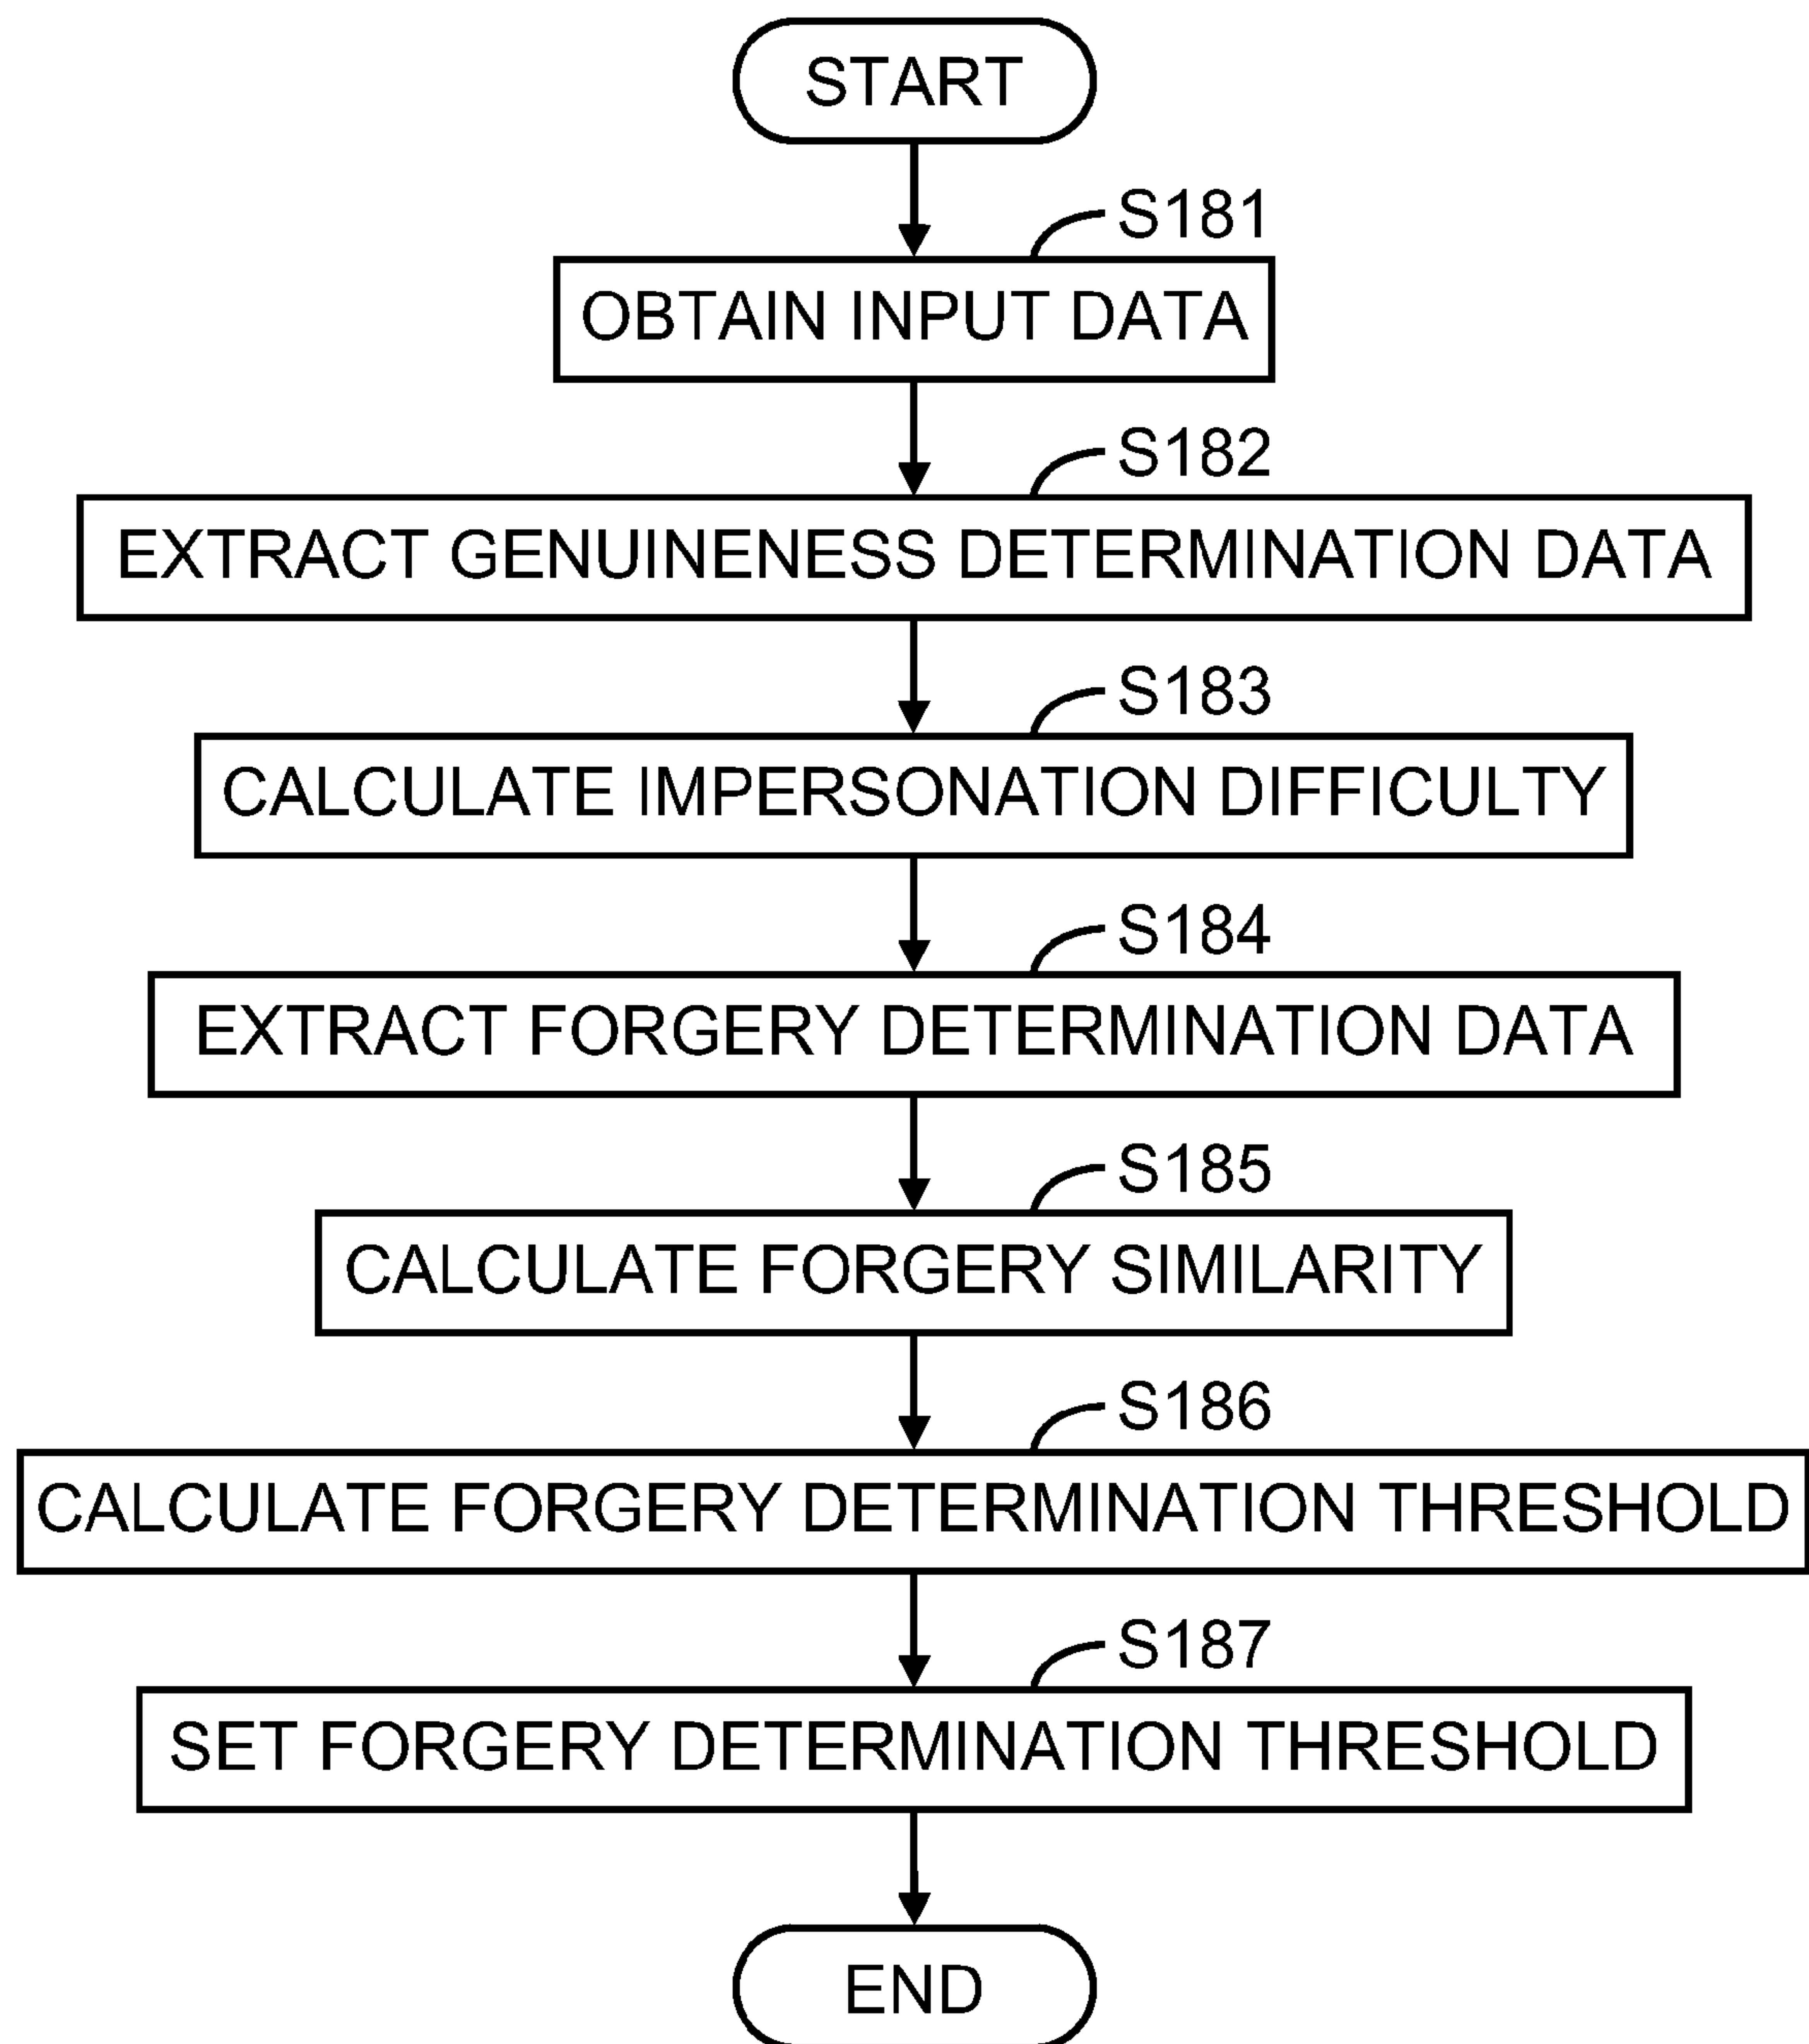 START
S181
OBTAIN INPUT DATA
S182
EXTRACT GENUINENESS DETERMINATION DATA
S183
CALCULATE IMPERSONATION DIFFICULTY
S184
EXTRACT FORGERY DETERMINATION DATA
S185
CALCULATE FORGERY SIMILARITY
S186
CALCULATE FORGERY DETERMINATION THRESHOLD
S187
SET FORGERY DETERMINATION THRESHOLD
END